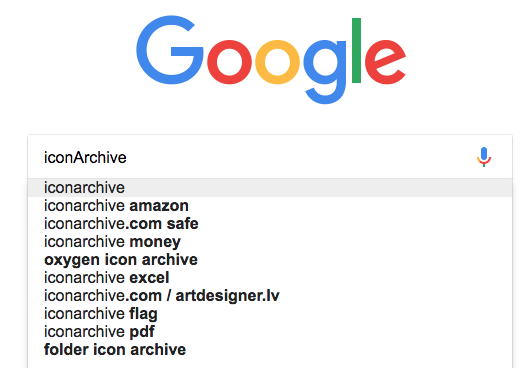 Google
iconArchive
iconarchive
iconarchive amazon
iconarchive.com safe
iconarchive money
oxygen icon archive
iconarchive excel
iconarchive.com / artdesigner.lv
iconarchive flag
iconarchive pdf
folder icon archive